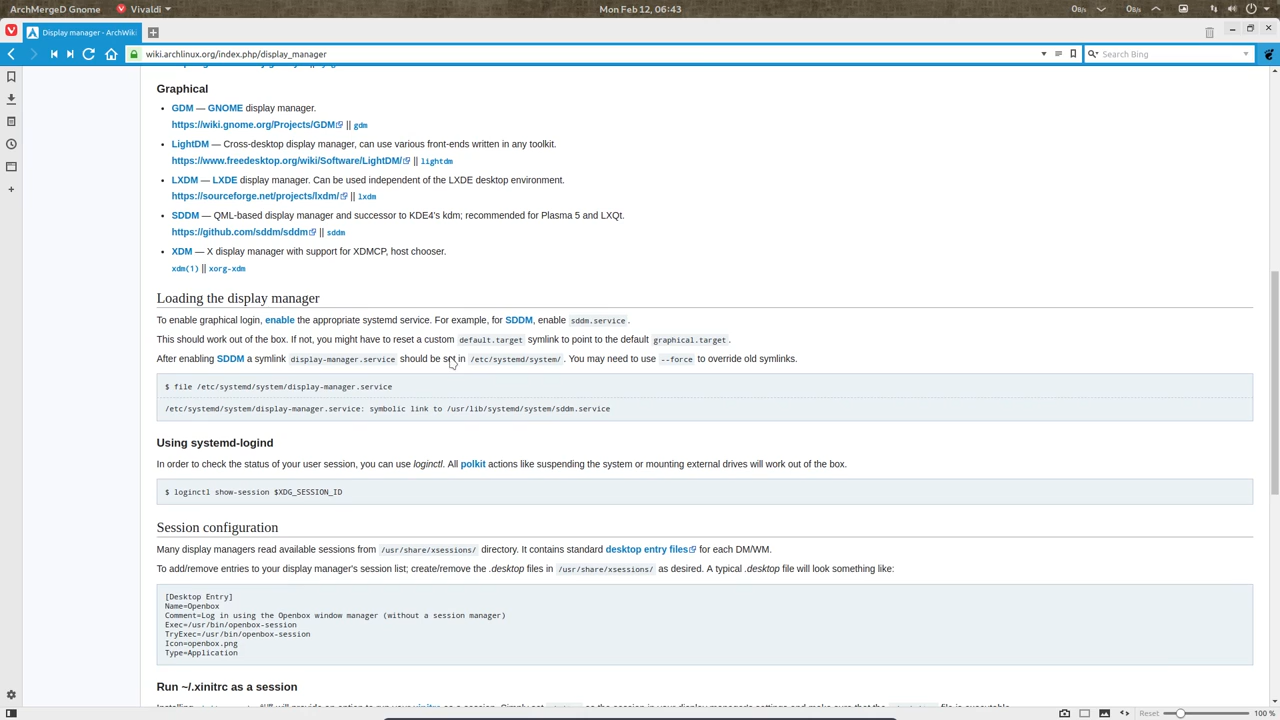 ArchMergeD Gnome
Vivaldi
Mon Feb 12, 06:43
0%
0%
Display manager - ArchWiki
wiki.archlinux.org/index.php/display_manager
Search Bing
Graphical
• GDM — GNOME display manager.
https://wiki.gnome.org/Projects/GDM || gdm
• LightDM — Cross-desktop display manager, can use various front-ends written in any toolkit.
https://www.freedesktop.org/wiki/Software/LightDM/ || lightdm
• LXDM — LXDE display manager. Can be used independent of the LXDE desktop environment.
https://sourceforge.net/projects/lxdm/ || lxdm
• SDDM — QML-based display manager and successor to KDE4's kdm; recommended for Plasma 5 and LXQt.
https://github.com/sddm/sddm || sddm
• XDM — X display manager with support for XDMCP, host chooser.
xdm(1) || xorg-xdm
Loading the display manager
To enable graphical login, enable the appropriate systemd service. For example, for SDDM, enable sddm.service.
This should work out of the box. If not, you might have to reset a custom default.target symlink to point to the default graphical.target.
After enabling SDDM a symlink display-manager.service should be set in /etc/systemd/system/. You may need to use --force to override old symlinks.
$ file /etc/systemd/system/display-manager.service
/etc/systemd/system/display-manager.service: symbolic link to /usr/lib/systemd/system/sddm.service
Using systemd-logind
In order to check the status of your user session, you can use loginctl. All polkit actions like suspending the system or mounting external drives will work out of the box.
$ loginctl show-session $XDG_SESSION_ID
Session configuration
Many display managers read available sessions from /usr/share/xsessions/ directory. It contains standard desktop entry files for each DM/WM.
To add/remove entries to your display manager's session list; create/remove the .desktop files in /usr/share/xsessions/ as desired. A typical .desktop file will look something like:
[Desktop Entry]
Name=Openbox
Comment=Log in using the Openbox window manager (without a session manager)
Exec=/usr/bin/openbox-session
TryExec=/usr/bin/openbox-session
Icon=openbox.png
Type=Application
Run ~/.xinitrc as a session
Reset
100 %